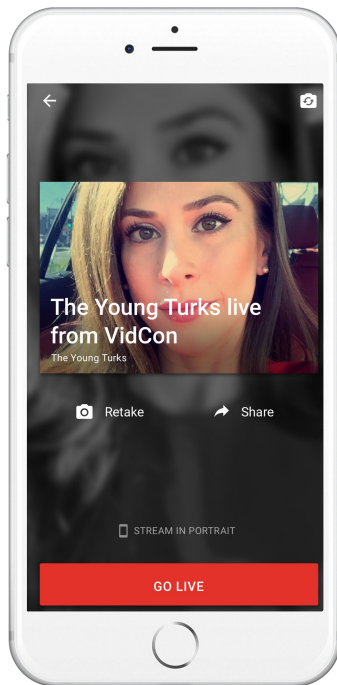 The Young Turks live
from VidCon
The Young Turks
Retake
Share
STREAM IN PORTRAIT
GO LIVE